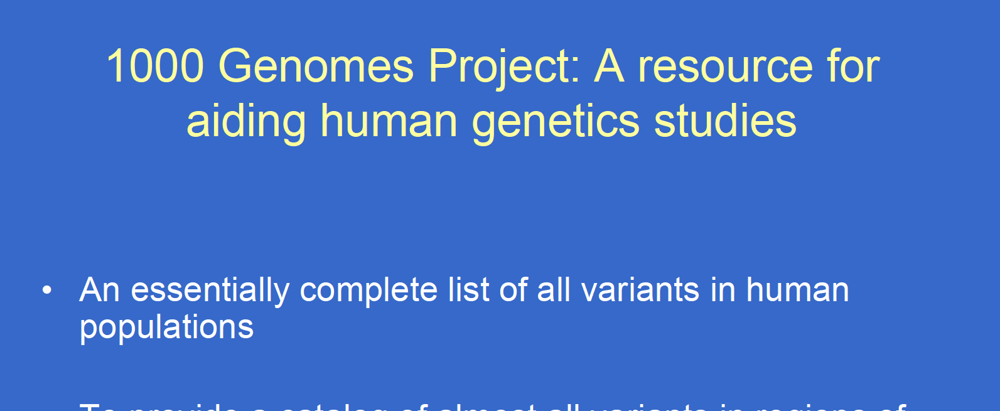 1000 Genomes Project: A resource for
aiding human genetics studies
• An essentially complete list of all variants in human
populations
To provide a catalog of almost all variants in regions of